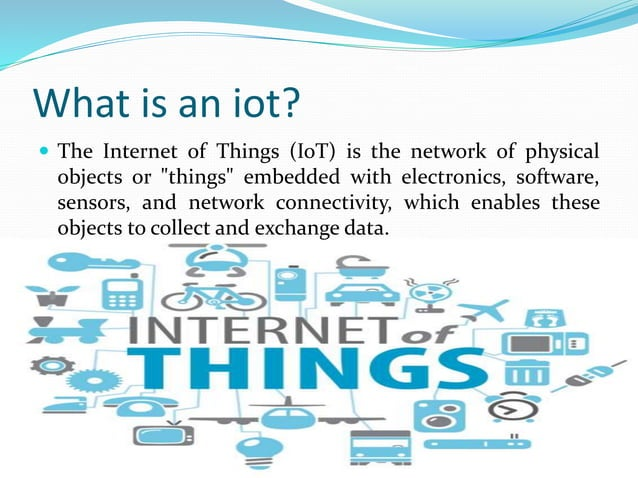 What is an iot?
The Internet of Things (IoT) is the network of physical
objects or "things" embedded with electronics, software,
sensors, and network connectivity, which enables these
objects to collect and exchange data.
INTERNET of
THINGS